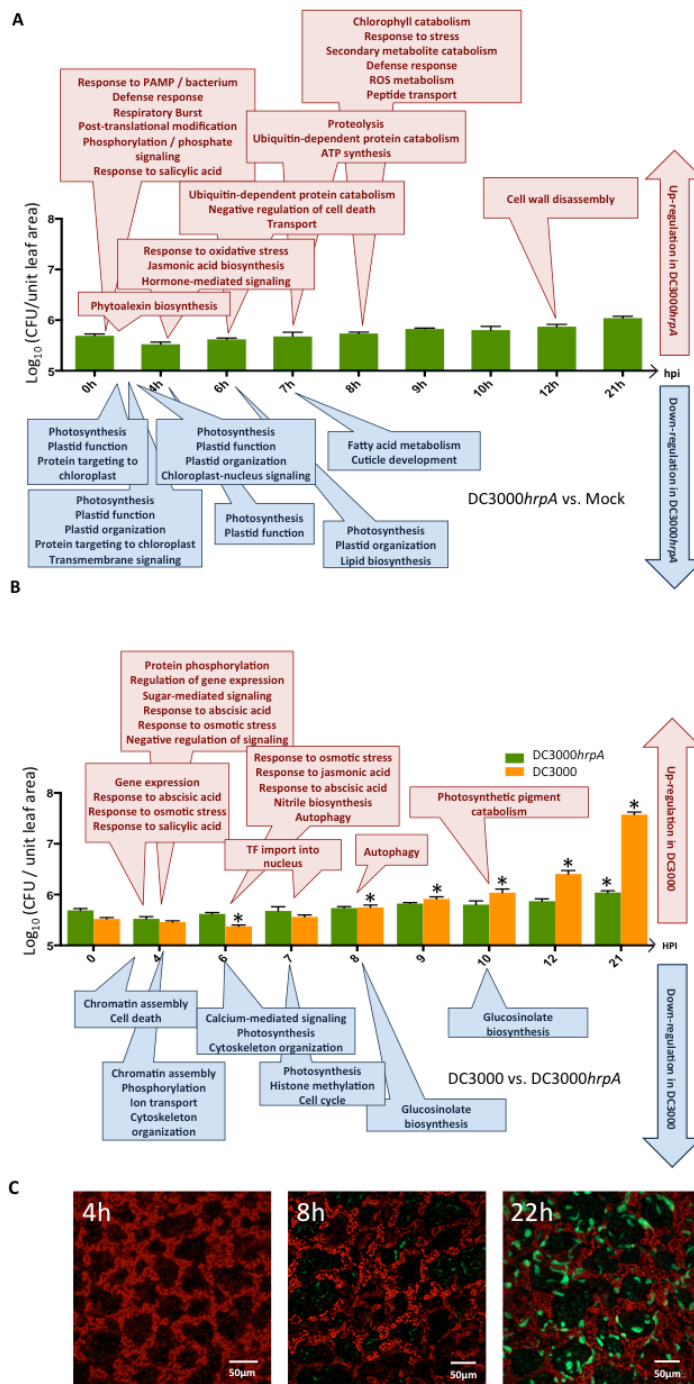 A
Chlorophyll catabolism
Response to stress
Secondary metabolite catabolism
Defense response
ROS metabolism
Peptide transport
Response to PAMP / bacterium
Defense response
Respiratory Burst
Post-translational modification
Phosphorylation / phosphate
signaling
Response to salicylic acid
Proteolysis
Ubiquitin-dependent protein catabolism
ATP synthesis
Ubiquitin-dependent protein catabolism
Negative regulation of cell death
Transport
Cell wall disassembly
Response to oxidative stress
Jasmonic acid biosynthesis
Hormone-mediated signaling
Phytoalexin biosynthesis
Up-regulation in DC3000hrpA
Log10 (CFU/unit leaf area)
8
7
6
5
0h
4h
6h
7h
8h
9h
10h
12h
21h
hpi
Photosynthesis
Plastid function
Protein targeting to
chloroplast
Photosynthesis
Plastid function
Plastid organization
Chloroplast-nucleus signaling
Fatty acid metabolism
Cuticle development
Photosynthesis
Plastid function
Plastid organization
Protein targeting to chloroplast
Transmembrane signaling
Photosynthesis
Plastid function
Photosynthesis
Plastid organization
Lipid biosynthesis
DC3000hrpA vs. Mock
Down-regulation in DC3000hrpA
B
Protein phosphorylation
Regulation of gene expression
Sugar-mediated signaling
Response to abscisic acid
Response to osmotic stress
Negative regulation of signaling
Gene expression
Response to abscisic acid
Response to osmotic stress
Response to salicylic acid
Response to osmotic stress
Response to jasmonic acid
Response to abscisic acid
Nitrile biosynthesis
Autophagy
TF import into
nucleus
Autophagy
Photosynthetic pigment
catabolism
DC3000hrpA
DC3000
Up-regulation in DC3000
Log10 (CFU / unit leaf area)
8
7
6
5
*
*
*
*
*
*
0
4
6
7
8
9
10
12
21
HPI
Chromatin assembly
Cell death
Calcium-mediated signaling
Photosynthesis
Cytoskeleton organization
Glucosinolate
biosynthesis
Chromatin assembly
Phosphorylation
Ion transport
Cytoskeleton
organization
Photosynthesis
Histone methylation
Cell cycle
Glucosinolate
biosynthesis
DC3000 vs. DC3000hrpA
Down-regulation in DC3000
C
4h
8h
22h
50µm
50µm
50µm